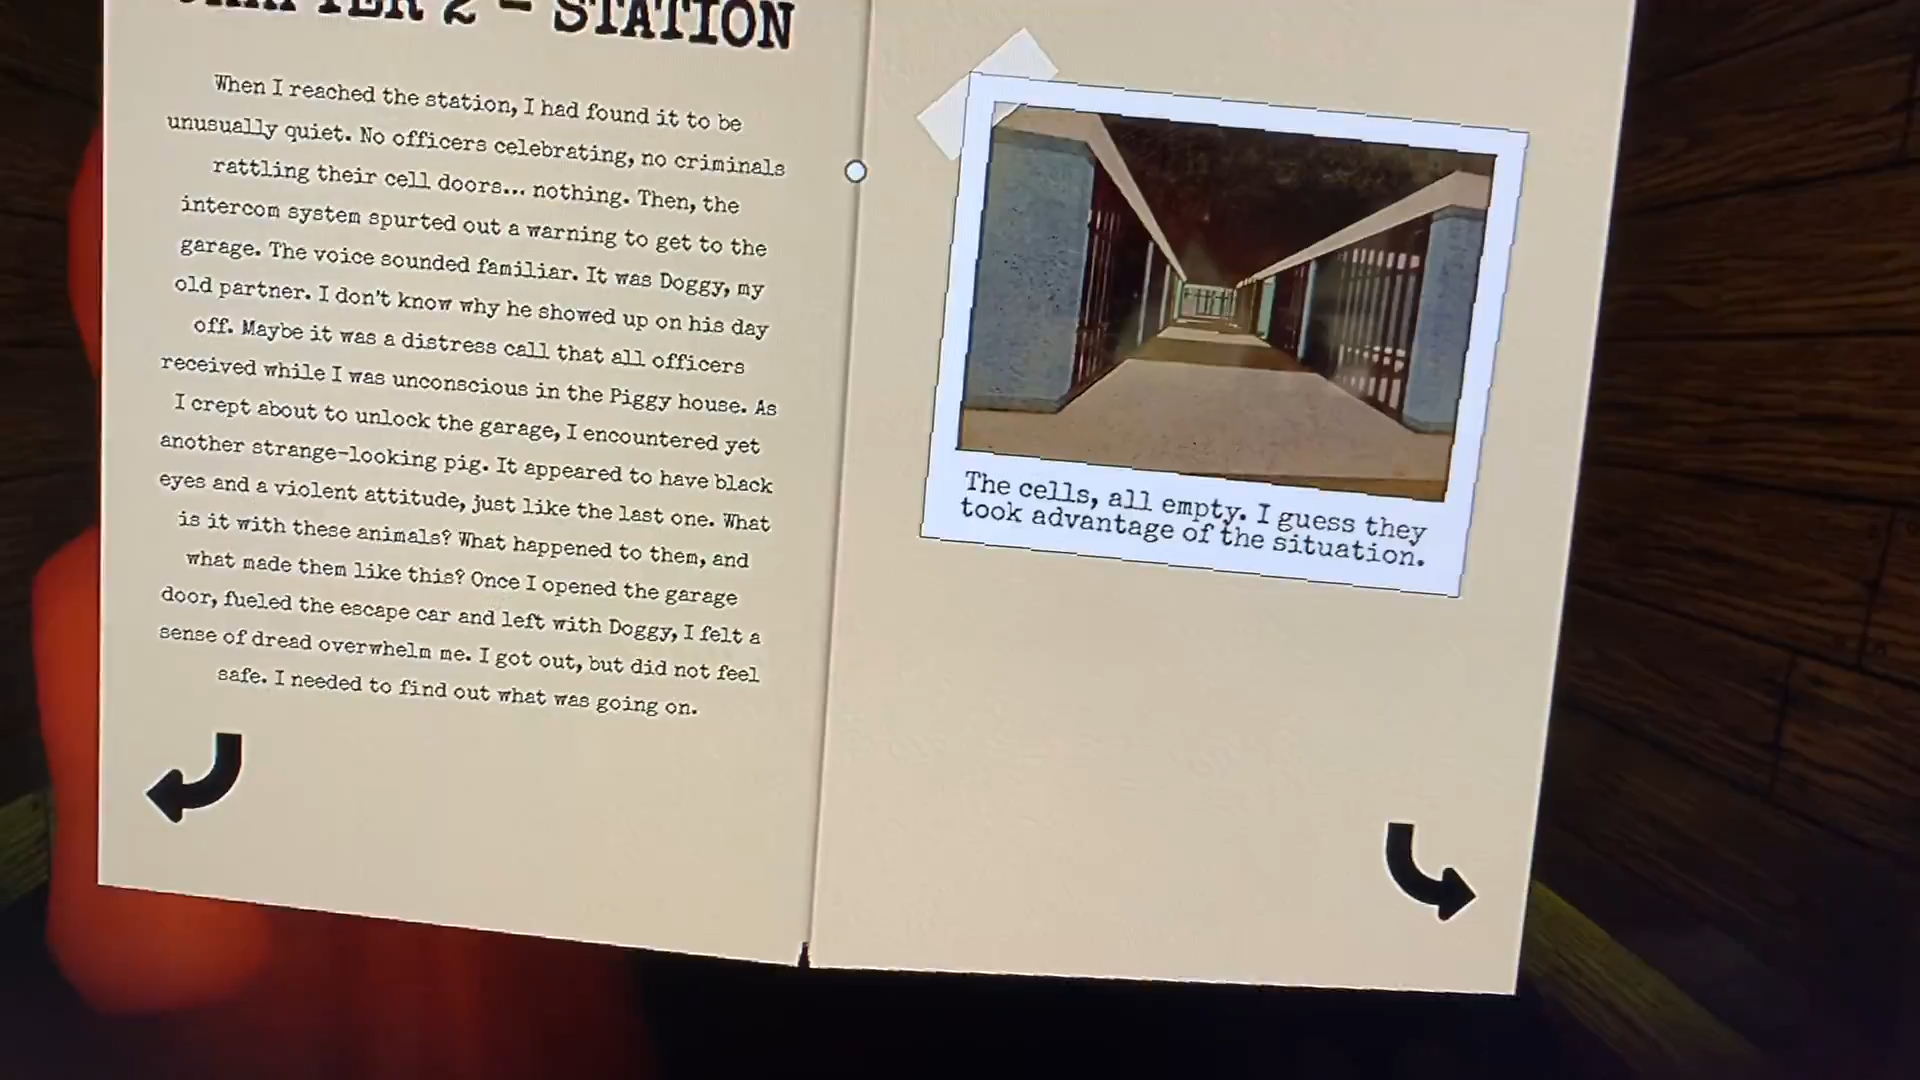 CHAPTER 2 - STATION
When I reached the station, I had found it to be
unusually quiet. No officers celebrating, no criminals
rattling their cell doors... nothing. Then, the
intercom system spurted out a warning to get to the
garage. The voice sounded familiar. It was Doggy, my
old partner. I don't know why he showed up on his day
off. Maybe it was a distress call that all officers
received while I was unconscious in the Piggy house. As
I crept about to unlock the garage, I encountered yet
another strange-looking pig. It appeared to have black
eyes and a violent attitude, just like the last one. What
is it with these animals? What happened to them, and
what made them like this? Once I opened the garage
door, fueled the escape car and left with Doggy, I felt a
sense of dread overwhelm me. I got out, but did not feel
safe. I needed to find out what was going on.
The cells, all empty. I guess they
took advantage of the situation.